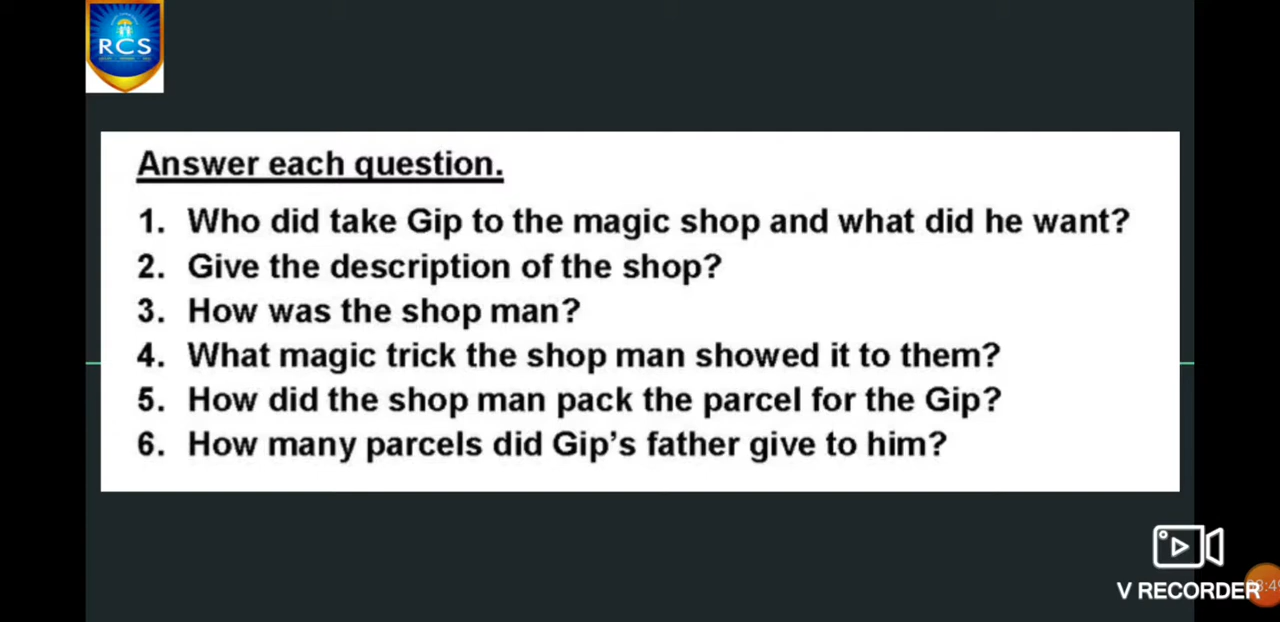 RCS
Answer each question.
1. Who did take Gip to the magic shop and what did he want?
2. Give the description of the shop?
3. How was the shop man?
4. What magic trick the shop man showed it to them?
5. How did the shop man pack the parcel for the Gip?
6. How many parcels did Gip's father give to him?
V RECORDER